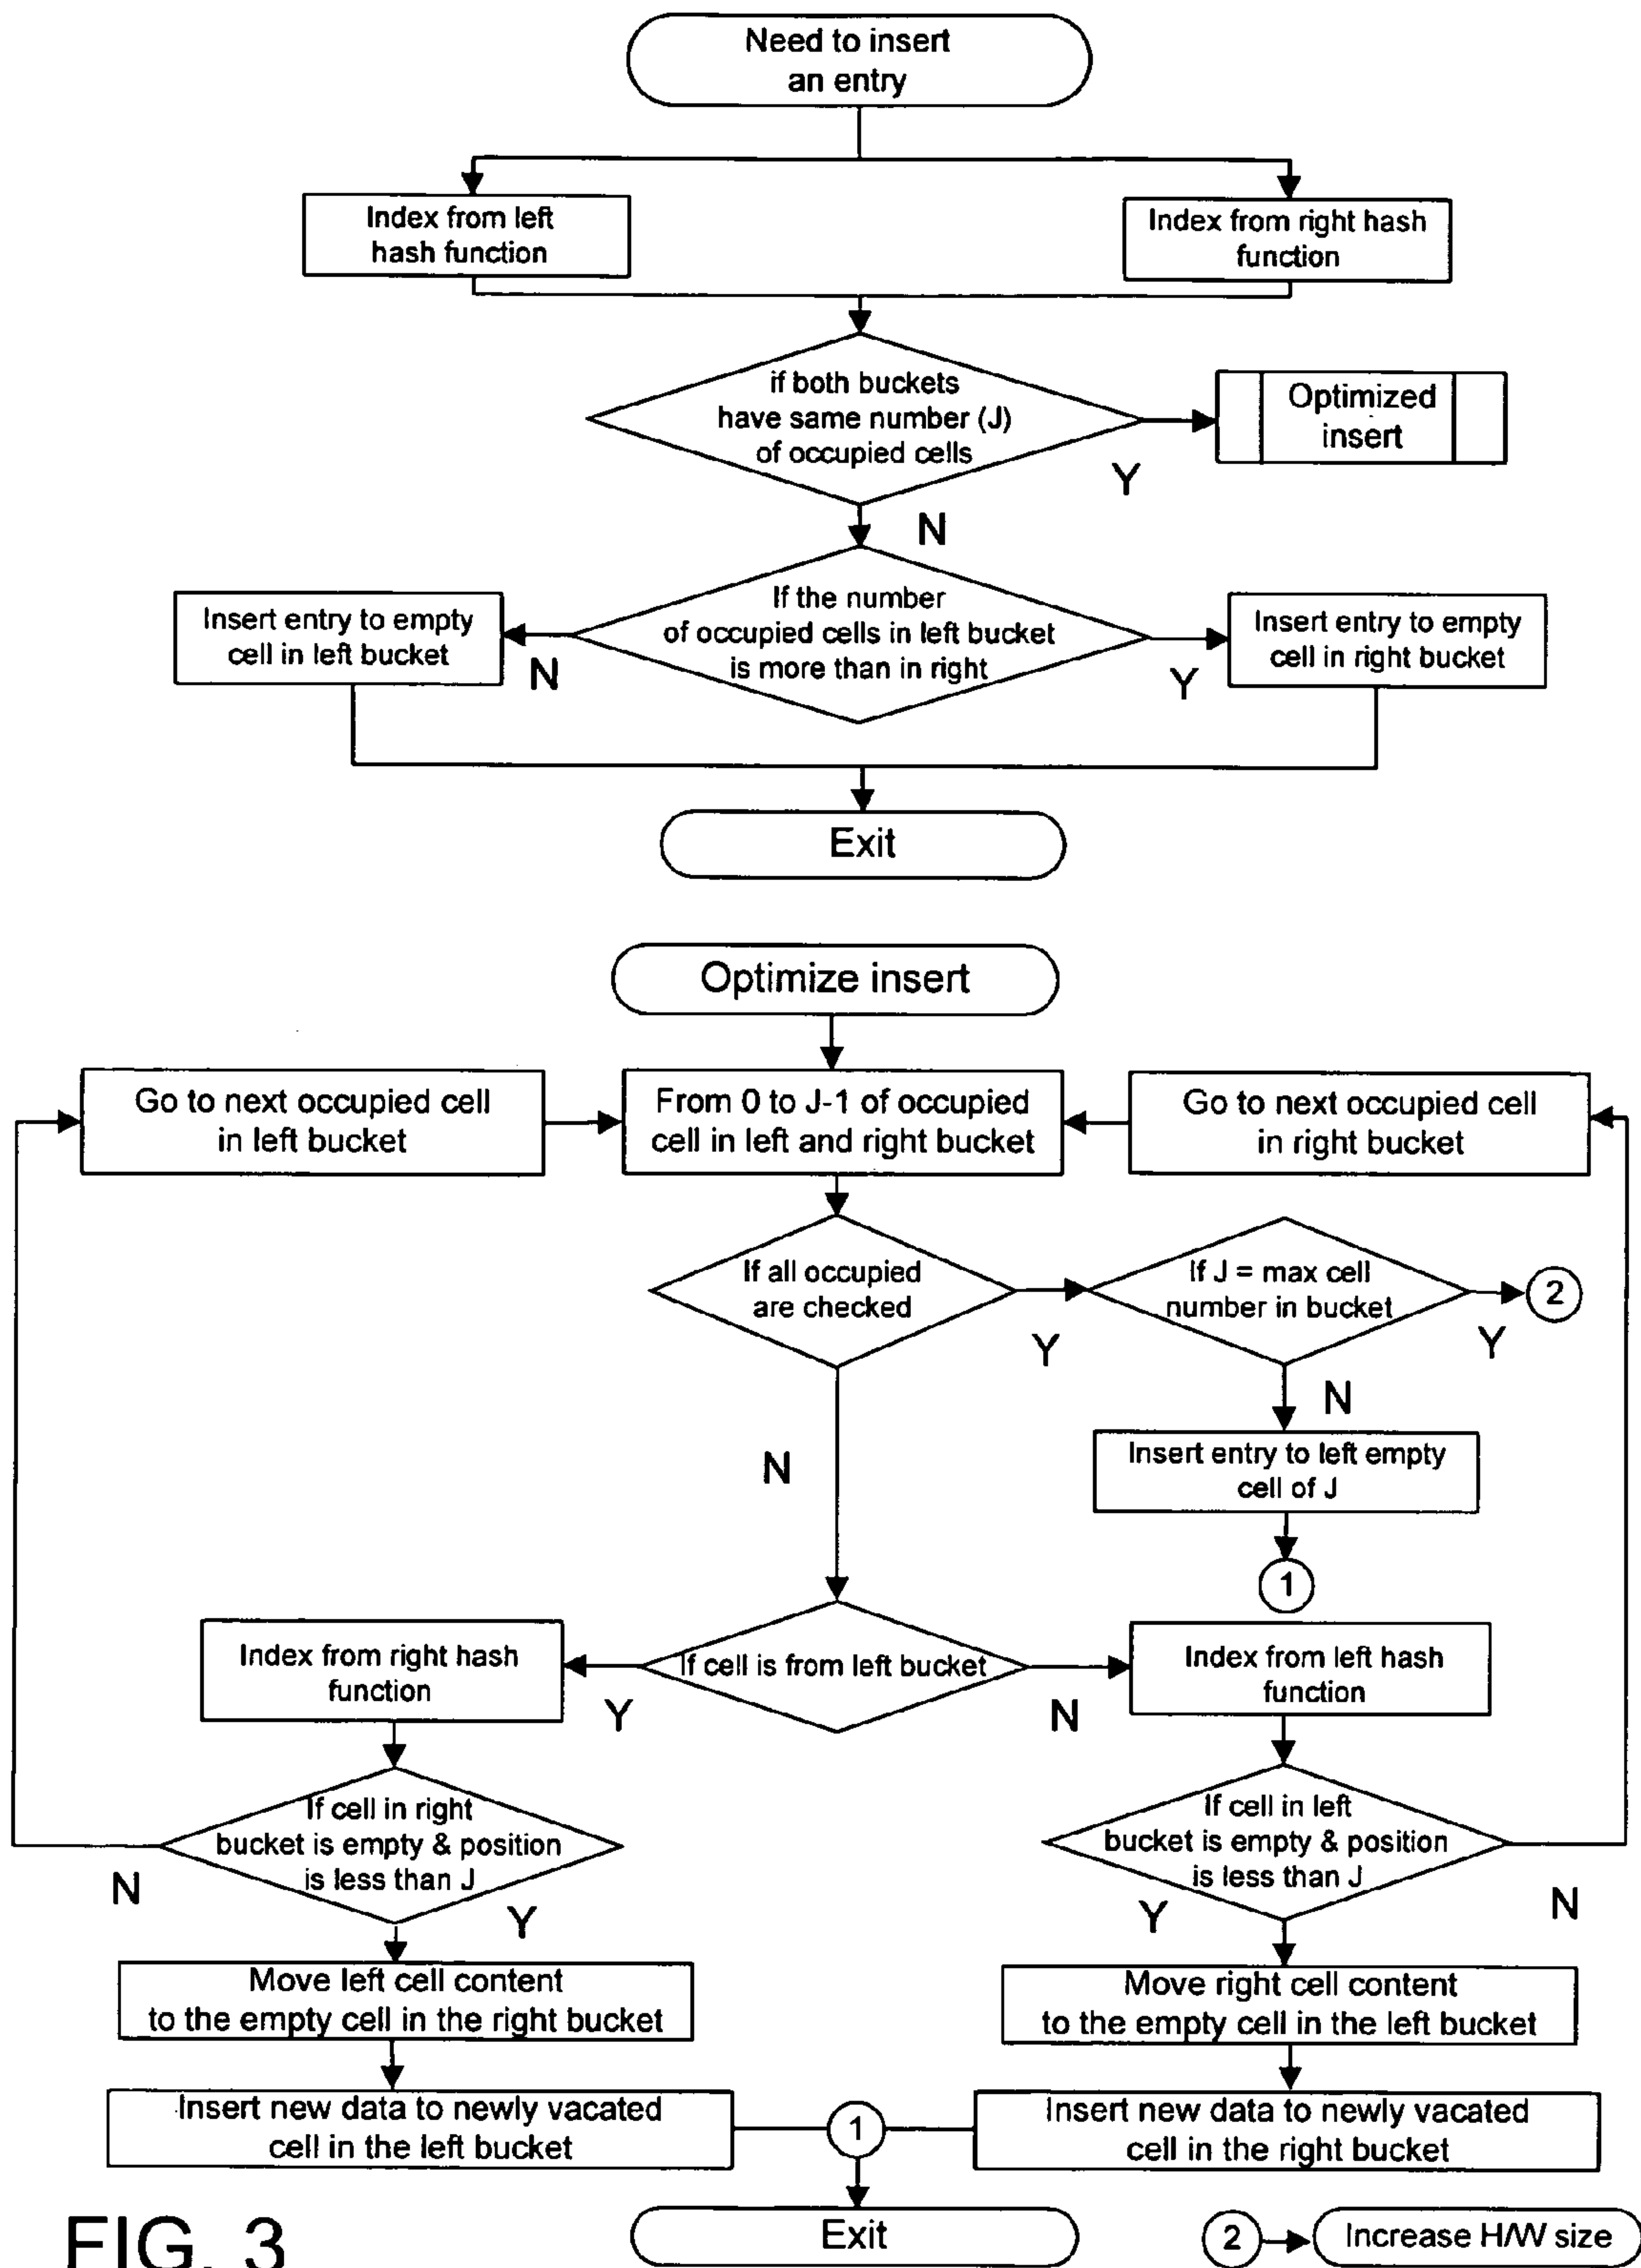 Need to insert
an entry
Index from left
hash function
Index from right hash
function
if both buckets
have same number (J)
of occupied cells
Optimized
insert
Y
N
If the number
of occupied cells in left bucket
is more than in right
Insert entry to empty
cell in left bucket
N
Y
Insert entry to empty
cell in right bucket
Exit
Optimize insert
Go to next occupied cell
in left bucket
From 0 to J-1 of occupied
cell in left and right bucket
Go to next occupied cell
in right bucket
If all occupied
are checked
Y
If J = max cell
number in bucket
Y
2
N
N
Insert entry to left empty
cell of J
1
Index from right hash
function
If cell is from left bucket
Y
N
Index from left hash
function
If cell in right
bucket is empty & position
is less than J
N
Y
If cell in left
bucket is empty & position
is less than J
Y
N
Move left cell content
to the empty cell in the right bucket
Move right cell content
to the empty cell in the left bucket
Insert new data to newly vacated
cell in the left bucket
1
Insert new data to newly vacated
cell in the right bucket
FIG. 3
Exit
2
Increase H/W size